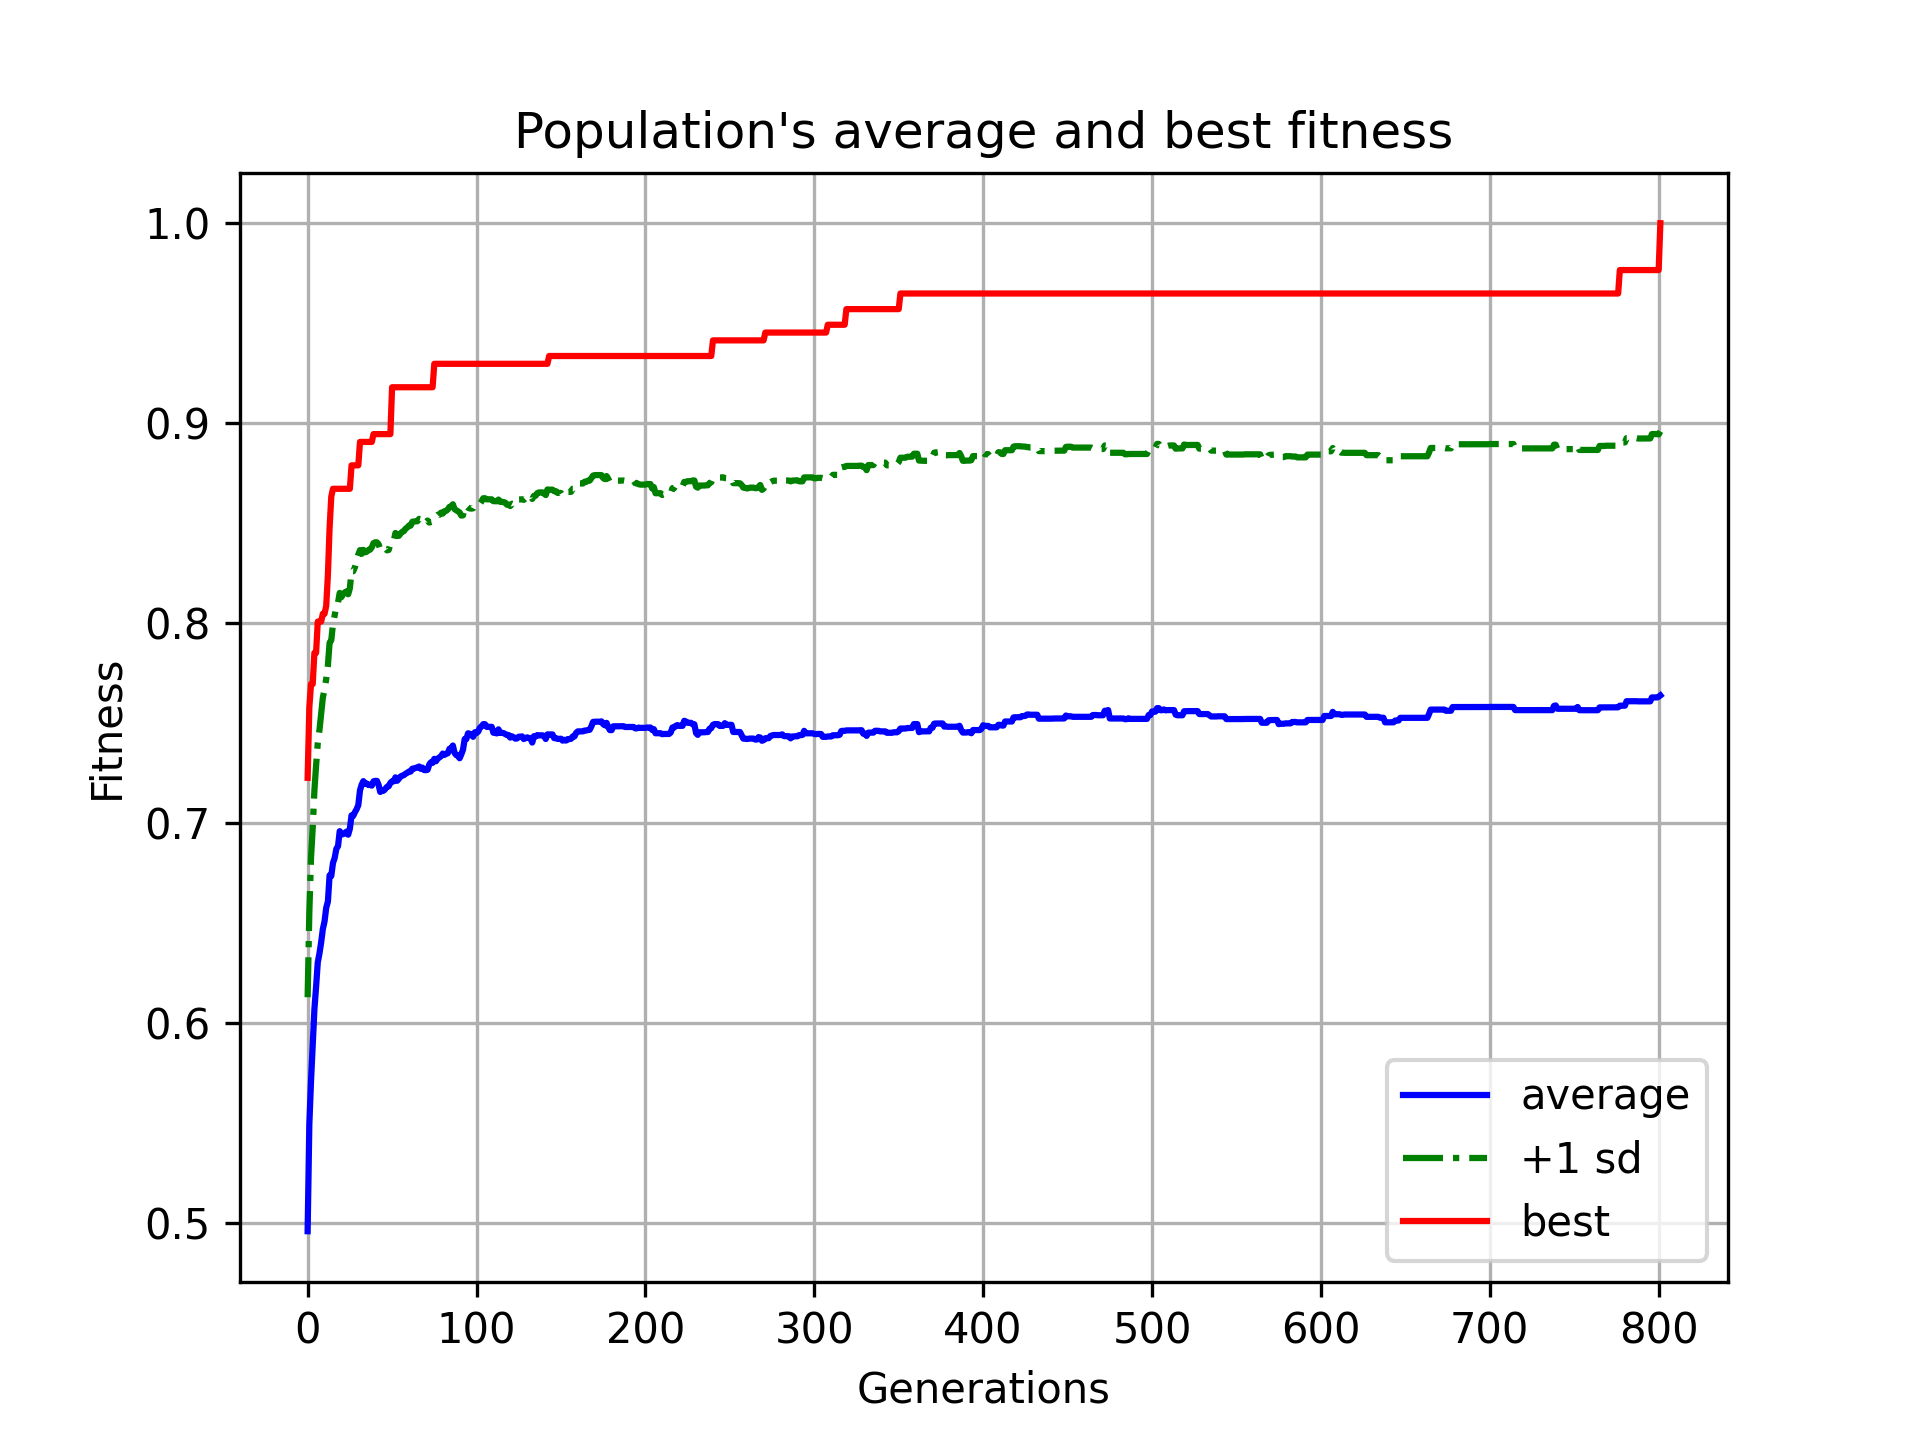 Population's average and best fitness
1.0
0.9
0.8
0.7
0.6
0.5
Fitness
0 100 200 300 400 500 600 700 800
Generations
average
+1 sd
best